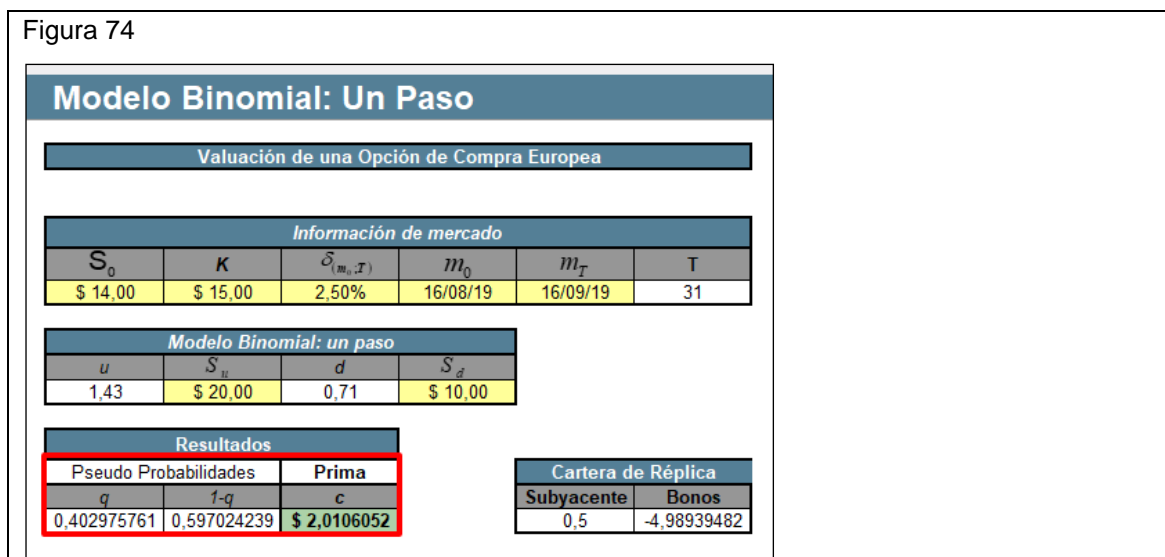 Figura 74
Modelo Binomial: Un Paso
Valuación de una Opción de Compra Europea
Información de mercado
S₀ K δ(m₀;T) m₀ m_T T
$ 14,00 $ 15,00 2,50% 16/08/19 16/09/19 31
Modelo Binomial: un paso
u S_u d S_d
1,43 $ 20,00 0,71 $ 10,00
Resultados
Pseudo Probabilidades Prima Cartera de Réplica
q 1-q c Subyacente Bonos
0,402975761 0,597024239 $ 2,0106052 0,5 -4,98939482